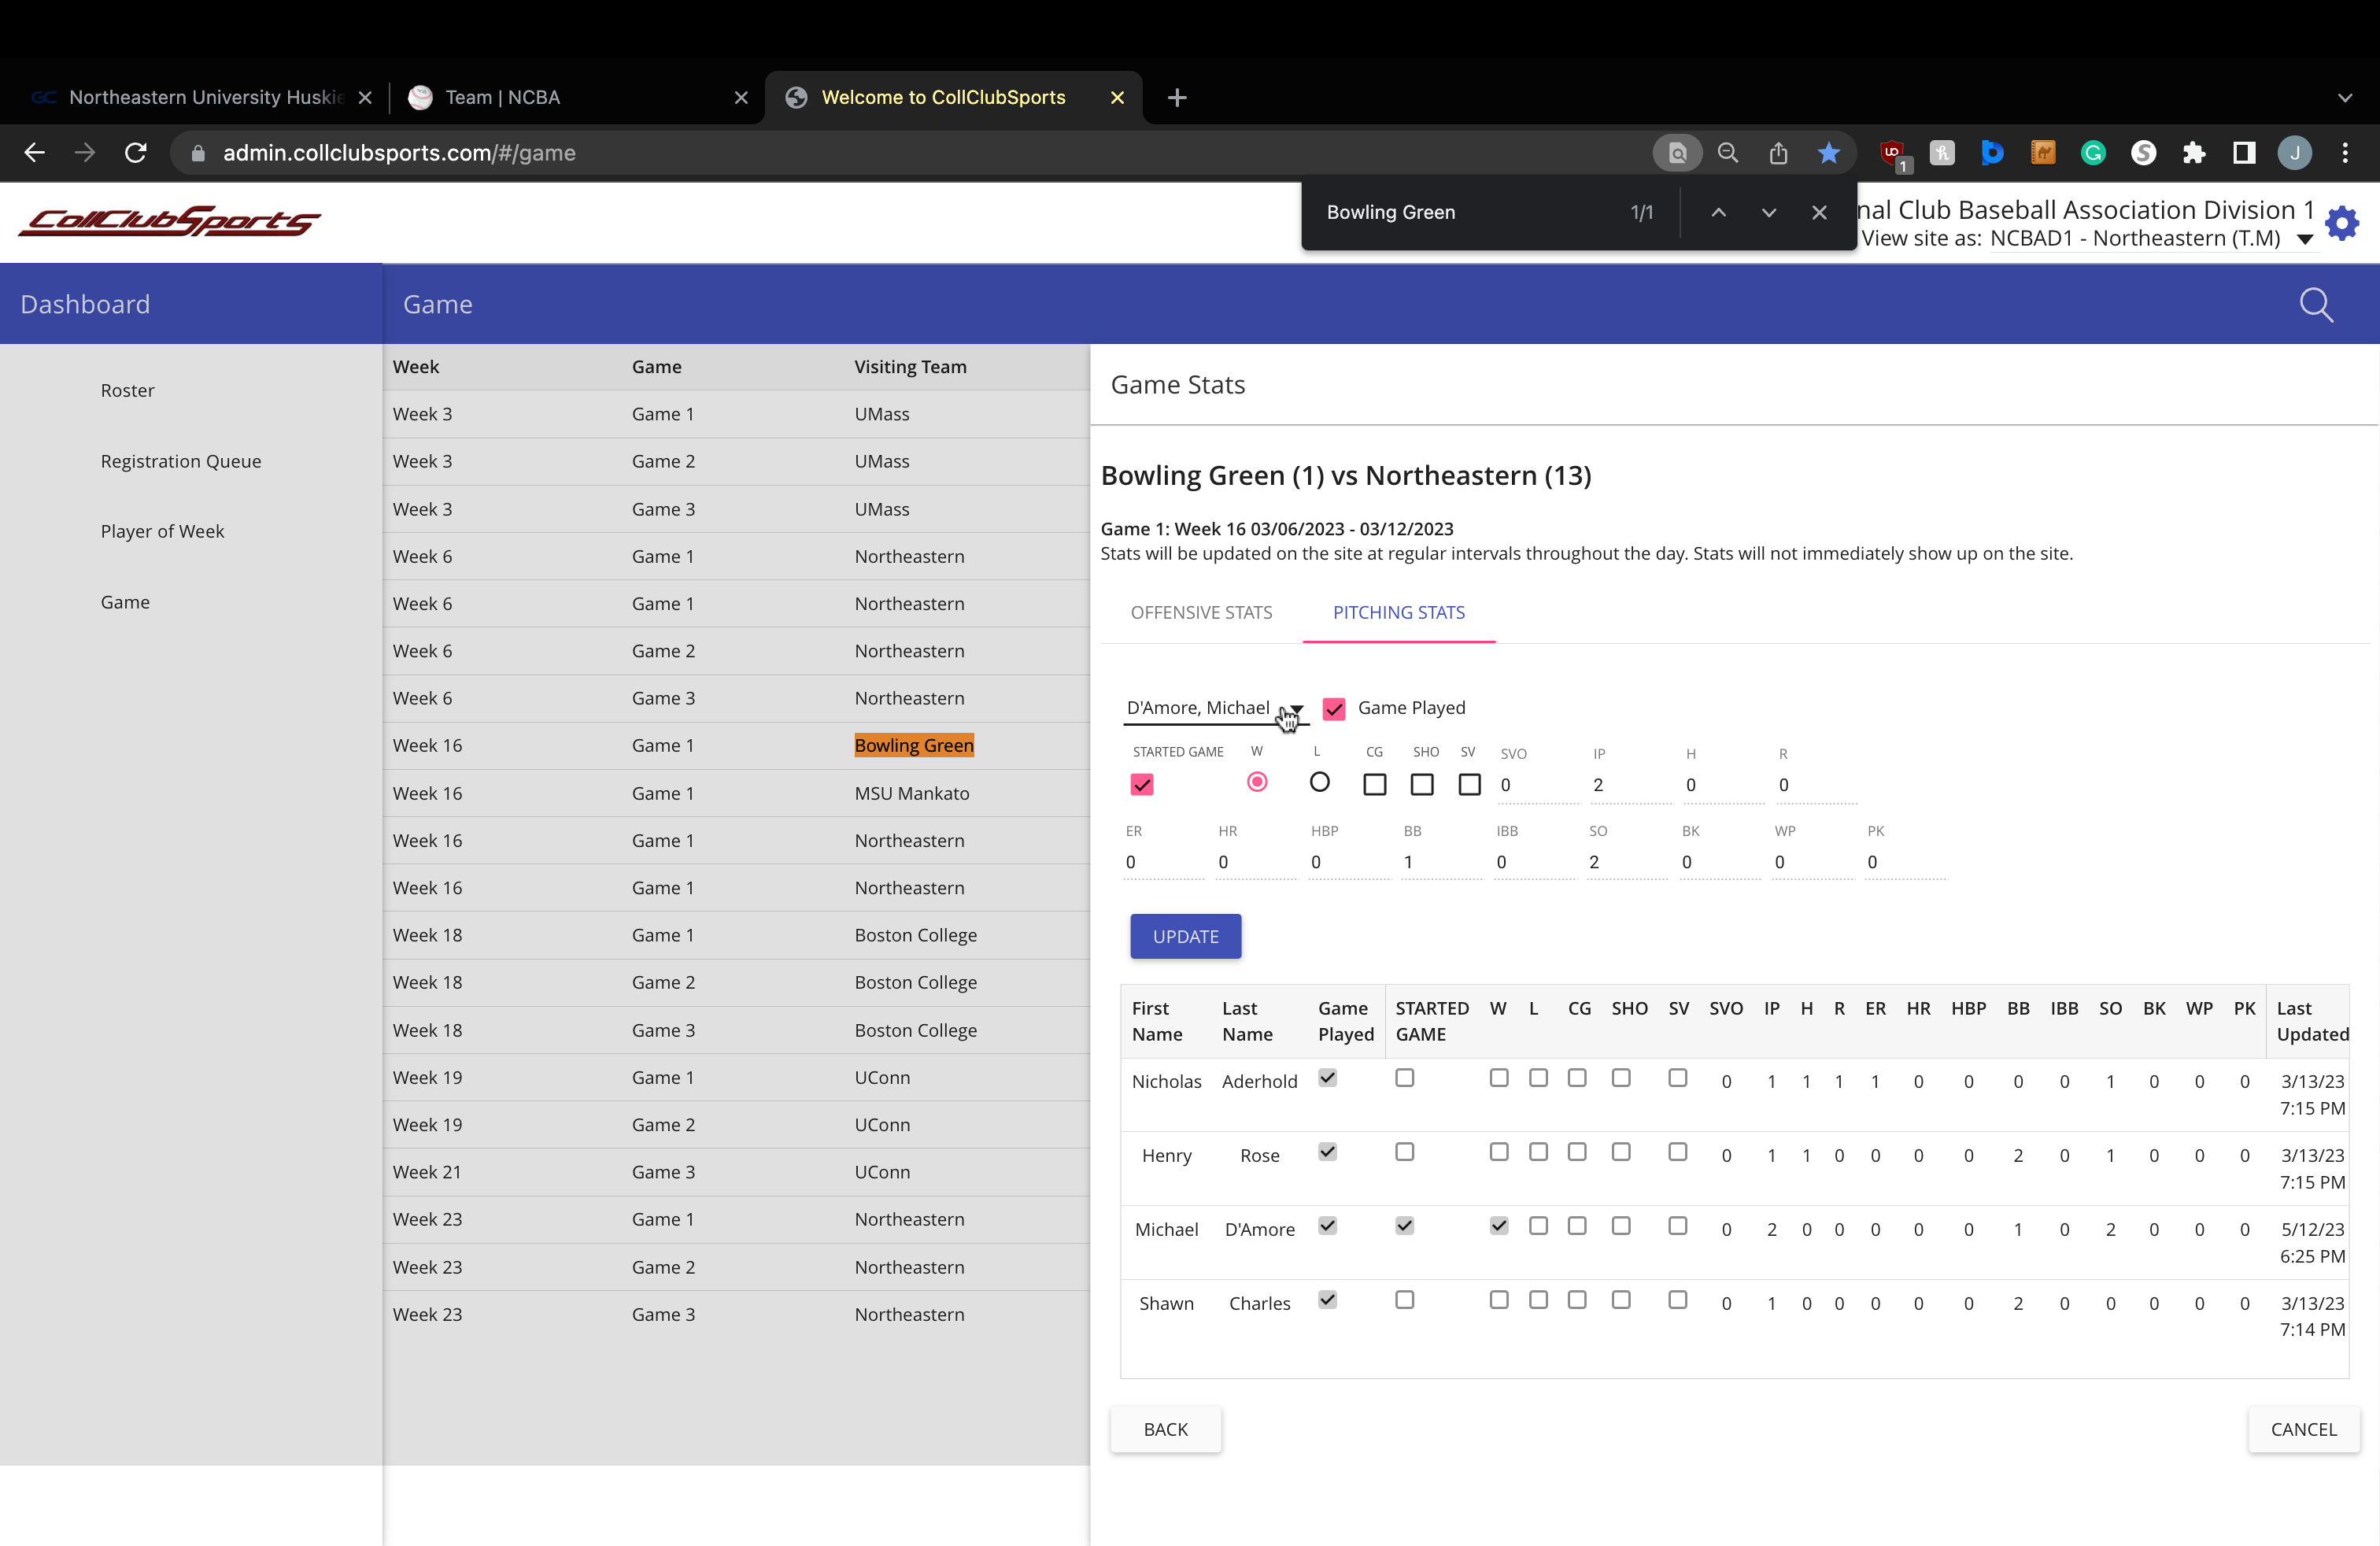 GC Northeastern University Huskie
Team | NCBA
Welcome to CollClubSports
admin.collclubsports.com/#/game
1
J
Bowling Green 1/1
CollClubSports
nal Club Baseball Association Division 1
View site as: NCBAD1 - Northeastern (T.M)
Dashboard
Game
Roster
Registration Queue
Player of Week
Game
Week Game Visiting Team
Week 3 Game 1 UMass
Week 3 Game 2 UMass
Week 3 Game 3 UMass
Week 6 Game 1 Northeastern
Week 6 Game 1 Northeastern
Week 6 Game 2 Northeastern
Week 6 Game 3 Northeastern
Week 16 Game 1 Bowling Green
Week 16 Game 1 MSU Mankato
Week 16 Game 1 Northeastern
Week 16 Game 1 Northeastern
Week 18 Game 1 Boston College
Week 18 Game 2 Boston College
Week 18 Game 3 Boston College
Week 19 Game 1 UConn
Week 19 Game 2 UConn
Week 21 Game 3 UConn
Week 23 Game 1 Northeastern
Week 23 Game 2 Northeastern
Week 23 Game 3 Northeastern
Game Stats
Bowling Green (1) vs Northeastern (13)
Game 1: Week 16 03/06/2023 - 03/12/2023
Stats will be updated on the site at regular intervals throughout the day. Stats will not immediately show up on the site.
OFFENSIVE STATS PITCHING STATS
D'Amore, Michael Game Played
STARTED GAME W L CG SHO SV SVO IP H R
0 2 0 0
ER HR HBP BB IBB SO BK WP PK
0 0 0 1 0 2 0 0 0
UPDATE
First Name Last Name Game Played STARTED GAME W L CG SHO SV SVO IP H R ER HR HBP BB IBB SO BK WP PK Last Updated
Nicholas Aderhold 0 1 1 1 1 0 0 0 0 1 0 0 0 3/13/23 7:15 PM
Henry Rose 0 1 1 0 0 0 0 2 0 1 0 0 0 3/13/23 7:15 PM
Michael D'Amore 0 2 0 0 0 0 0 1 0 2 0 0 0 5/12/23 6:25 PM
Shawn Charles 0 1 0 0 0 0 0 2 0 0 0 0 0 3/13/23 7:14 PM
BACK
CANCEL